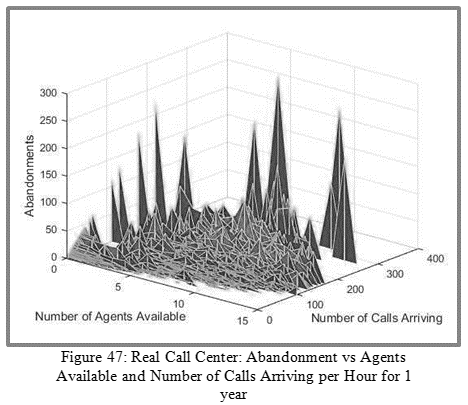 300
250
200
150
100
50
0
Abandonments
0
5
10
15
Number of Agents Available
0
100
200
300
400
Number of Calls Arriving
Figure 47: Real Call Center: Abandonment vs Agents
Available and Number of Calls Arriving per Hour for 1
year